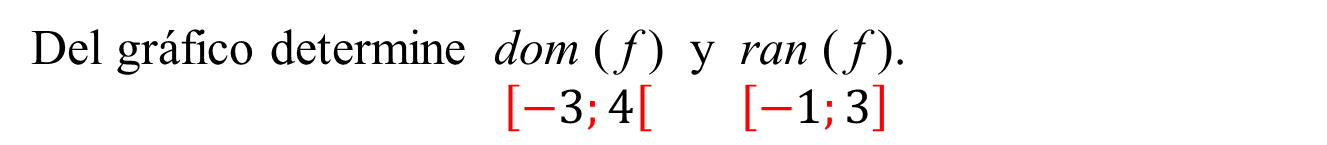 Del gráfico determine dom (f) y ran (f).
[−3; 4[ [−1; 3]